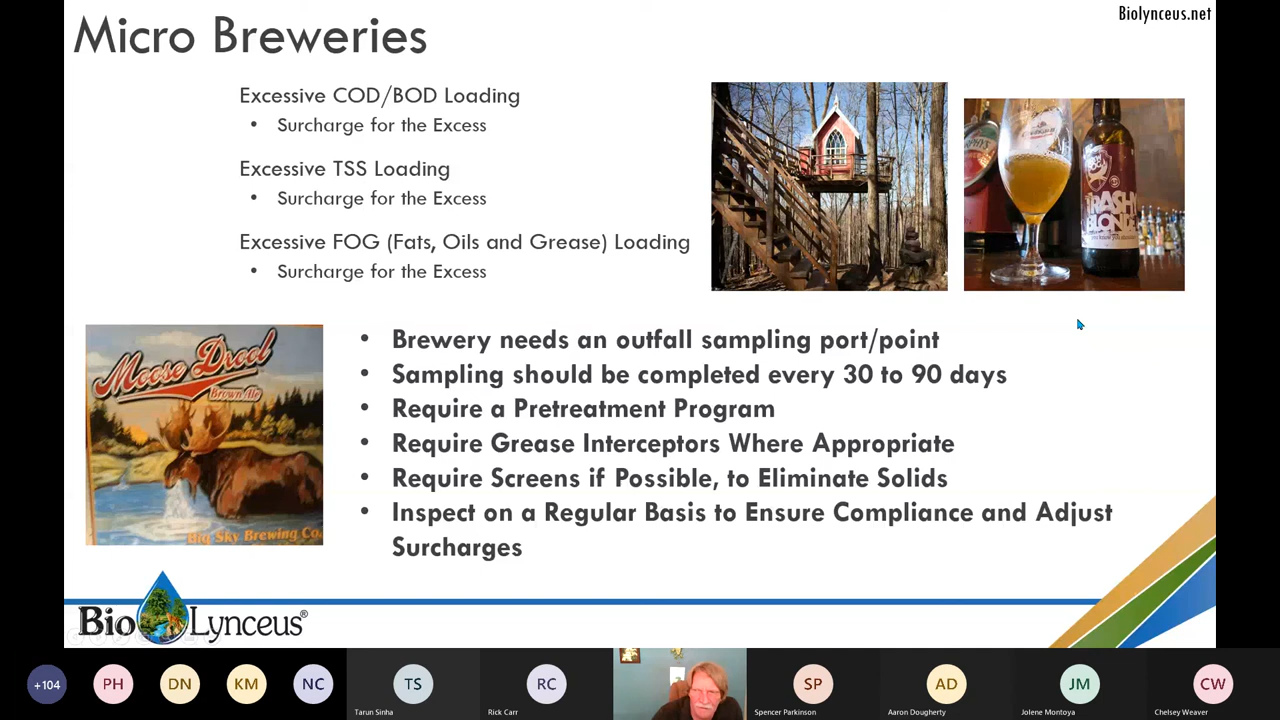 Biolynceus.net
Micro Breweries
Excessive COD/BOD Loading
• Surcharge for the Excess
Excessive TSS Loading
• Surcharge for the Excess
Excessive FOG (Fats, Oils and Grease) Loading
• Surcharge for the Excess
TRASHY
BLONDE
Moose Drool
Brown Ale
Big Sky Brewing Co.
• Brewery needs an outfall sampling port/point
• Sampling should be completed every 30 to 90 days
• Require a Pretreatment Program
• Require Grease Interceptors Where Appropriate
• Require Screens if Possible, to Eliminate Solids
• Inspect on a Regular Basis to Ensure Compliance and Adjust
Surcharges
Bio Lynceus®
+104
PH
DN
KM
NC
TS
Tarun Sinha
RC
Rick Carr
SP
Spencer Parkinson
AD
Aaron Dougherty
JM
Jolene Montoya
CW
Chelsey Weaver